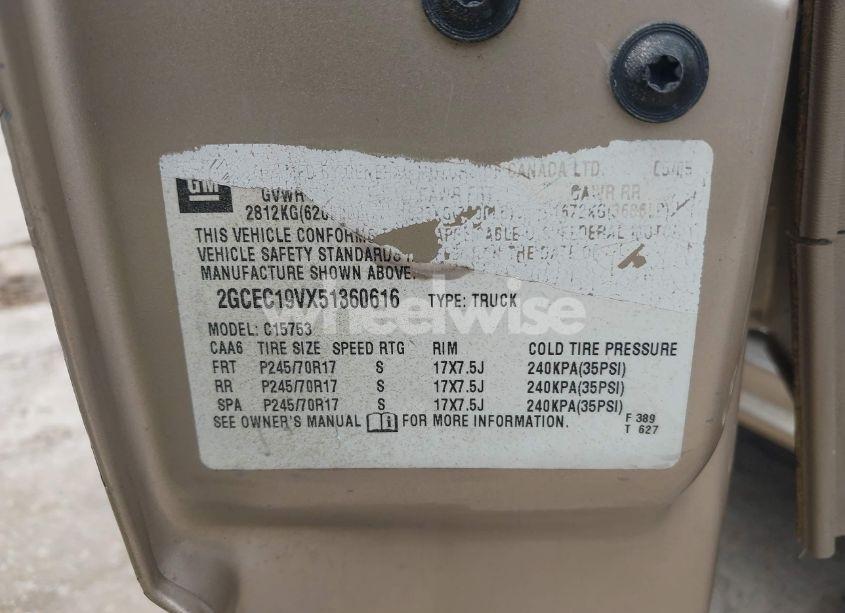 CANADA LTD.
GM
GVWR
GAWR RR
2812KG(620
THIS VEHICLE CONFORMS
VEHICLE SAFETY STANDARDS
MANUFACTURE SHOWN ABOVE.
2GCEC19VX51360616 TYPE: TRUCK
wheelwise
MODEL: C15753
CAA6 TIRE SIZE SPEED RTG RIM COLD TIRE PRESSURE
FRT P245/70R17 S 17X7.5J 240KPA(35PSI)
RR P245/70R17 S 17X7.5J 240KPA(35PSI)
SPA P245/70R17 S 17X7.5J 240KPA(35PSI)
SEE OWNER'S MANUAL FOR MORE INFORMATION.
F 389
T 627